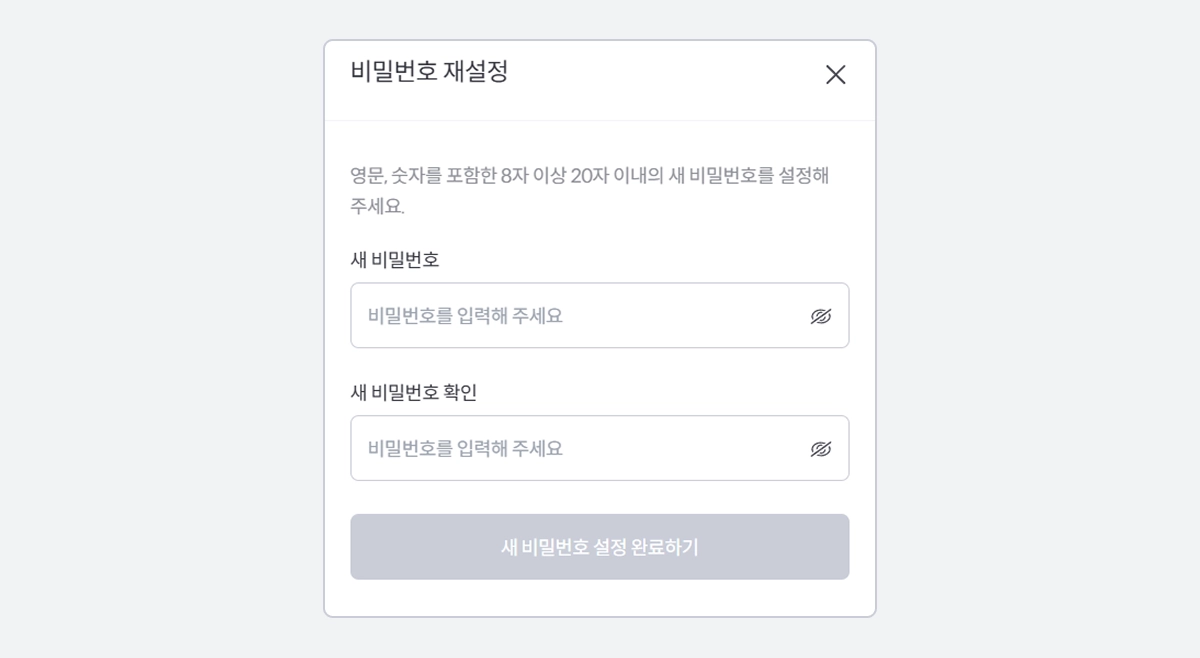 비밀번호 재설정
영문, 숫자를 포함한 8자 이상 20자 이내의 새 비밀번호를 설정해
주세요.
새 비밀번호
비밀번호를 입력해 주세요
새 비밀번호 확인
비밀번호를 입력해 주세요
새 비밀번호 설정 완료하기